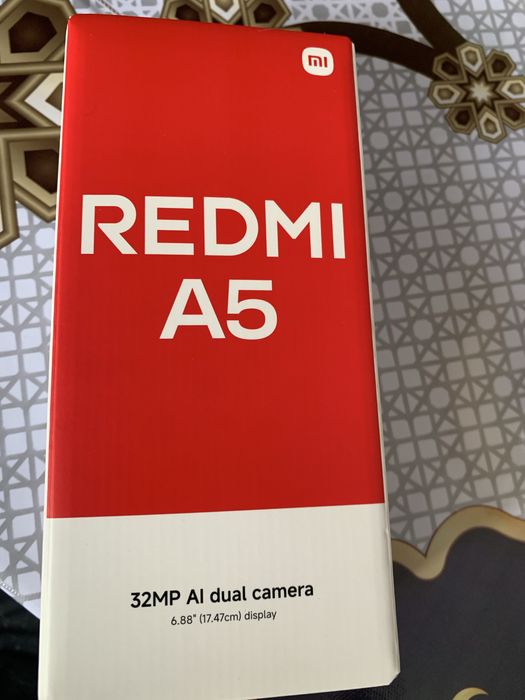 mi
REDMI
A5
32MP AI dual camera
6.88" (17.47cm) display